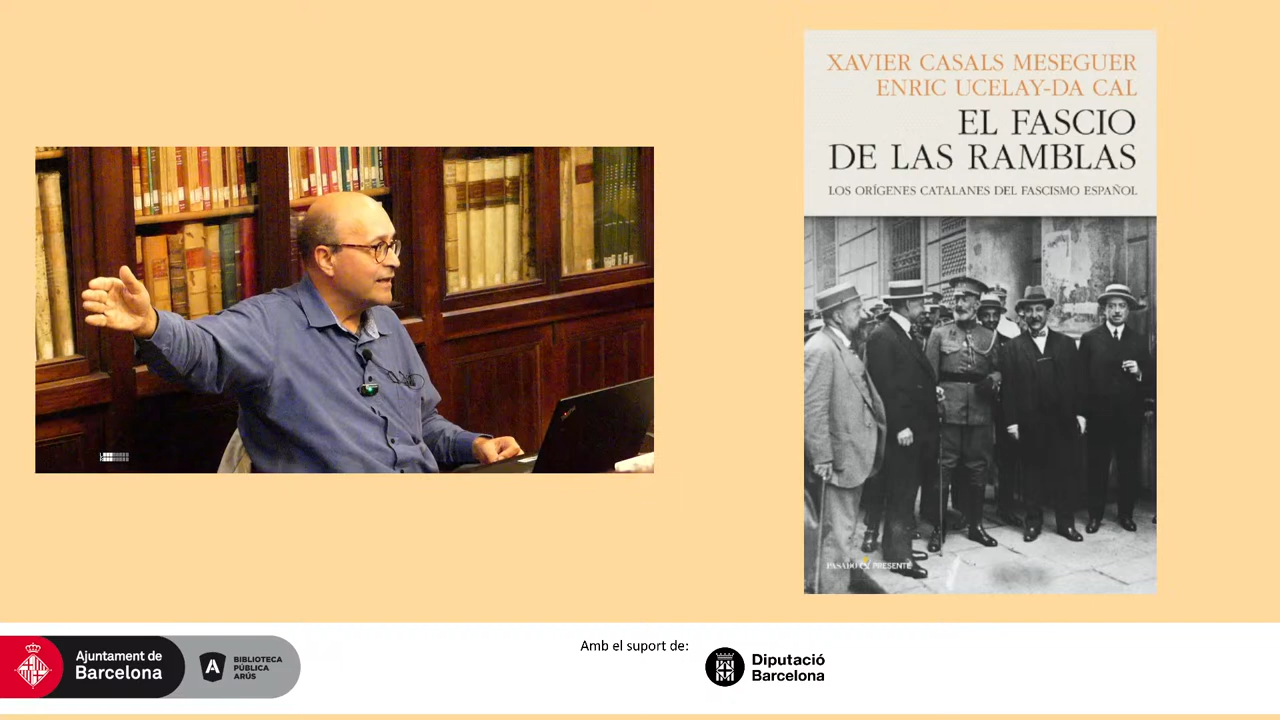 XAVIER CASALS MESEGUER
ENRIC UCELAY-DA CAL
EL FASCIO
DE LAS RAMBLAS
LOS ORÍGENES CATALANES DEL FASCISMO ESPAÑOL
PASADO & PRESENTE
Ajuntament de
Barcelona
A
BIBLIOTECA
PÚBLICA
ARÚS
Amb el suport de:
Diputació
Barcelona